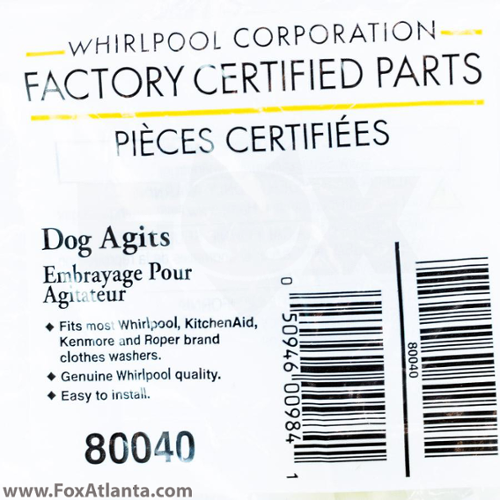 WHIRLPOOL CORPORATION
FACTORY CERTIFIED PARTS
PIÈCES CERTIFIÉES
Dog Agits
Embrayage Pour
Agitateur
◆ Fits most Whirlpool, KitchenAid,
Kenmore and Roper brand
clothes washers.
◆ Genuine Whirlpool quality.
◆ Easy to install.
80040
0 50946 00984 1
80040
www.FoxAtlanta.com